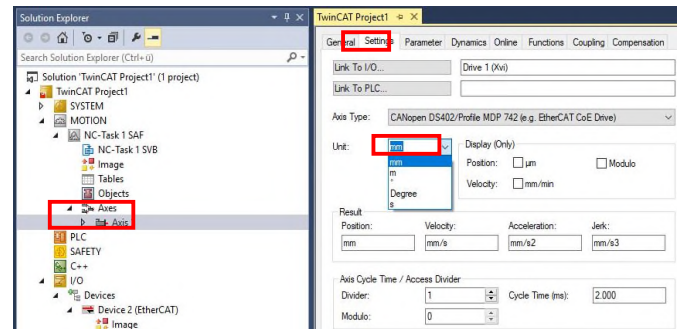 Solution Explorer
Search Solution Explorer (Ctrl+ü)
Solution 'TwinCAT Project1' (1 project)
TwinCAT Project1
SYSTEM
MOTION
NC-Task 1 SAF
NC-Task 1 SVB
Image
Tables
Objects
Axes
Axis
PLC
SAFETY
C++
I/O
Devices
Device 2 (EtherCAT)
Image
TwinCAT Project1
General Settings Parameter Dynamics Online Functions Coupling Compensation
Link To I/O... Drive 1 (Xvi)
Link To PLC...
Axis Type: CANopen DS402/Profile MDP 742 (e.g. EtherCAT CoE Drive)
Unit: mm Display (Only)
mm Position: µm Modulo
m
° Velocity: mm/min
Degree
s
Result
Position: Velocity: Acceleration: Jerk:
mm mm/s mm/s2 mm/s3
Axis Cycle Time / Access Divider
Divider: 1 Cycle Time (ms): 2.000
Modulo: 0